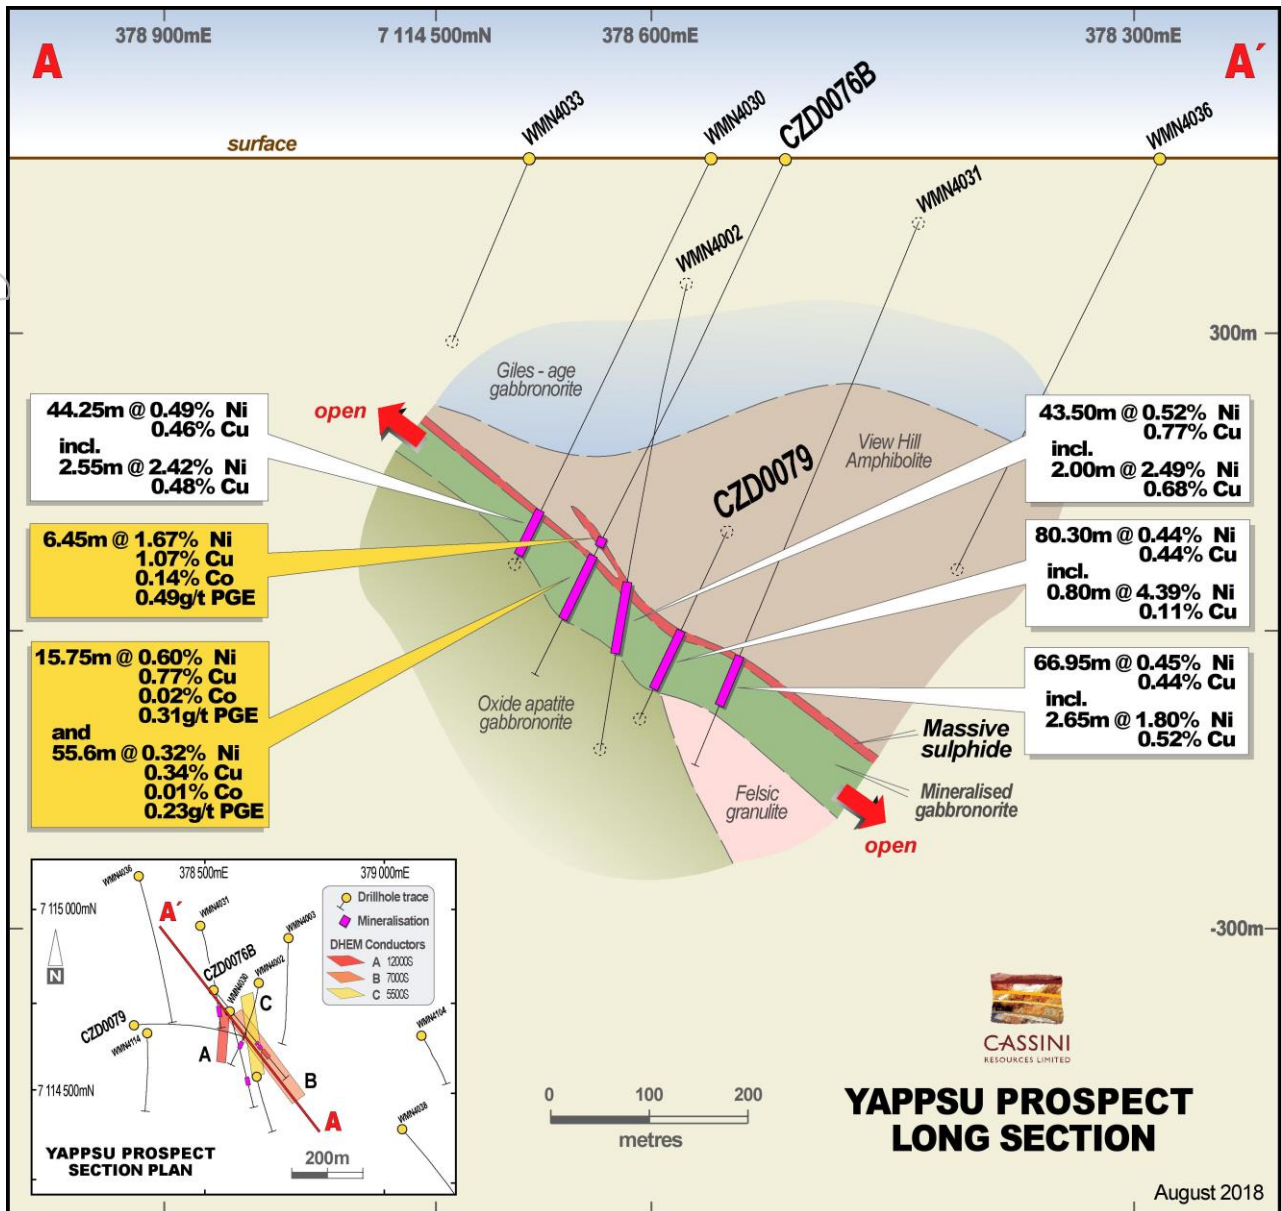 378 900mE
7 114 500mN
378 600mE
378 300mE
A
A´
WMN4033
WMN4030
CZD0076B
WMN4036
surface
WMN4031
WMN4002
300m
Giles - age
gabbronorite
open
View Hill
Amphibolite
CZD0079
44.25m @ 0.49% Ni
0.46% Cu
incl.
2.55m @ 2.42% Ni
0.48% Cu
6.45m @ 1.67% Ni
1.07% Cu
0.14% Co
0.49g/t PGE
15.75m @ 0.60% Ni
0.77% Cu
0.02% Co
0.31g/t PGE
and
55.6m @ 0.32% Ni
0.34% Cu
0.01% Co
0.23g/t PGE
43.50m @ 0.52% Ni
0.77% Cu
incl.
2.00m @ 2.49% Ni
0.68% Cu
80.30m @ 0.44% Ni
0.44% Cu
incl.
0.80m @ 4.39% Ni
0.11% Cu
66.95m @ 0.45% Ni
0.44% Cu
incl.
2.65m @ 1.80% Ni
0.52% Cu
Oxide apatite
gabbronorite
Massive
sulphide
Felsic
granulite
Mineralised
gabbronorite
open
-300m
378 500mE
379 000mE
7 115 000mN
7 114 500mN
N
WMN4036
A´
WMN4031
CZD0076B
WMN4030
WMN4002
WMN4003
CZD0079
WMN4114
WMN4104
WMN4038
A
B
C
A
Drillhole trace
Mineralisation
DHEM Conductors
A 12000S
B 7000S
C 5500S
YAPPSU PROSPECT
SECTION PLAN
200m
0 100 200
metres
CASSINI
RESOURCES LIMITED
YAPPSU PROSPECT
LONG SECTION
August 2018